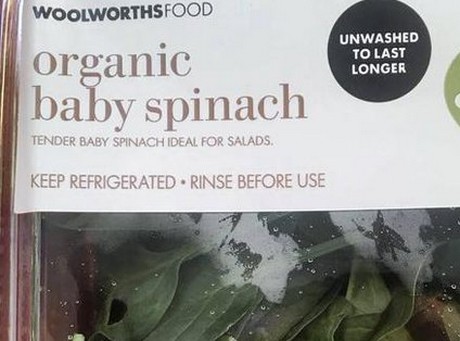 WOOLWORTHSFOOD
UNWASHED
TO LAST
LONGER
organic
baby spinach
TENDER BABY SPINACH IDEAL FOR SALADS.
KEEP REFRIGERATED • RINSE BEFORE USE